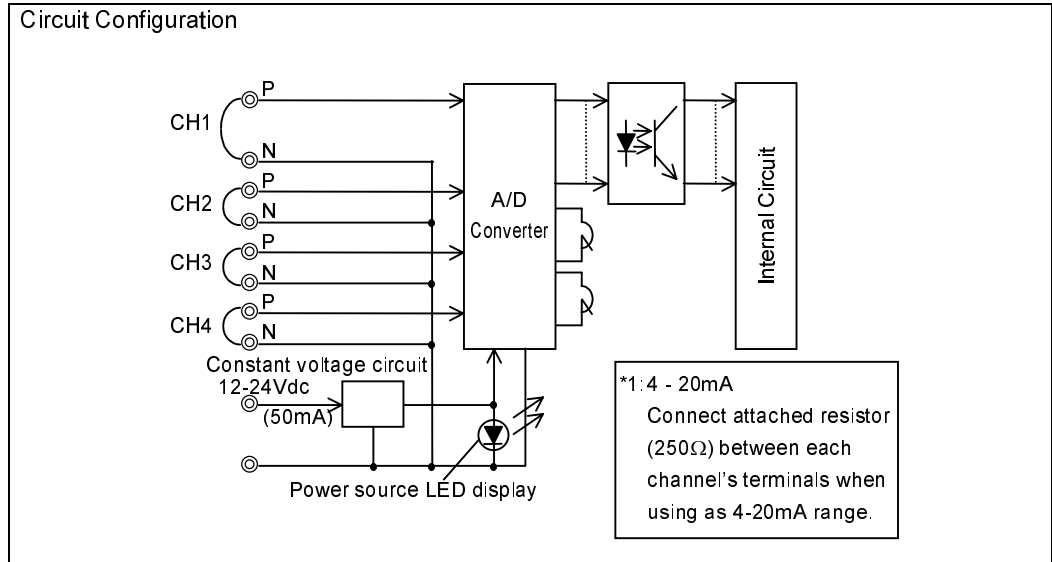 Circuit Configuration
P
CH1
N
P
CH2
N
P
CH3
N
P
CH4
N
A/D
Converter
Internal Circuit
Constant voltage circuit
12-24Vdc
(50mA)
Power source LED display
*1:4 - 20mA
Connect attached resistor
(250Ω) between each
channel's terminals when
using as 4-20mA range.